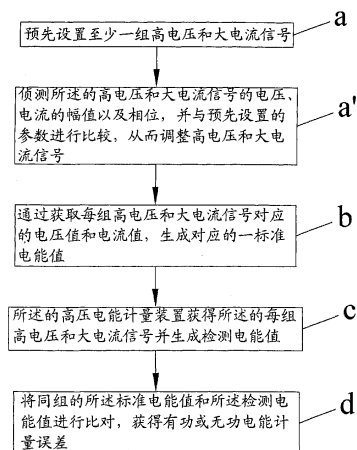 预先设置至少一组高电压和大电流信号
a
侦测所述的高电压和大电流信号的电压、
电流的幅值以及相位，并与预先设置的
参数进行比较，从而调整高电压和大电
流信号
a'
通过获取每组高电压和大电流信号对应
的电压值和电流值，生成对应的一标准
电能值
b
所述的高压电能计量装置获得所述的每组
高电压和大电流信号并生成检测电能值
c
将同组的所述标准电能值和所述检测电
能值进行比对，获得有功或无功电能计
量误差
d